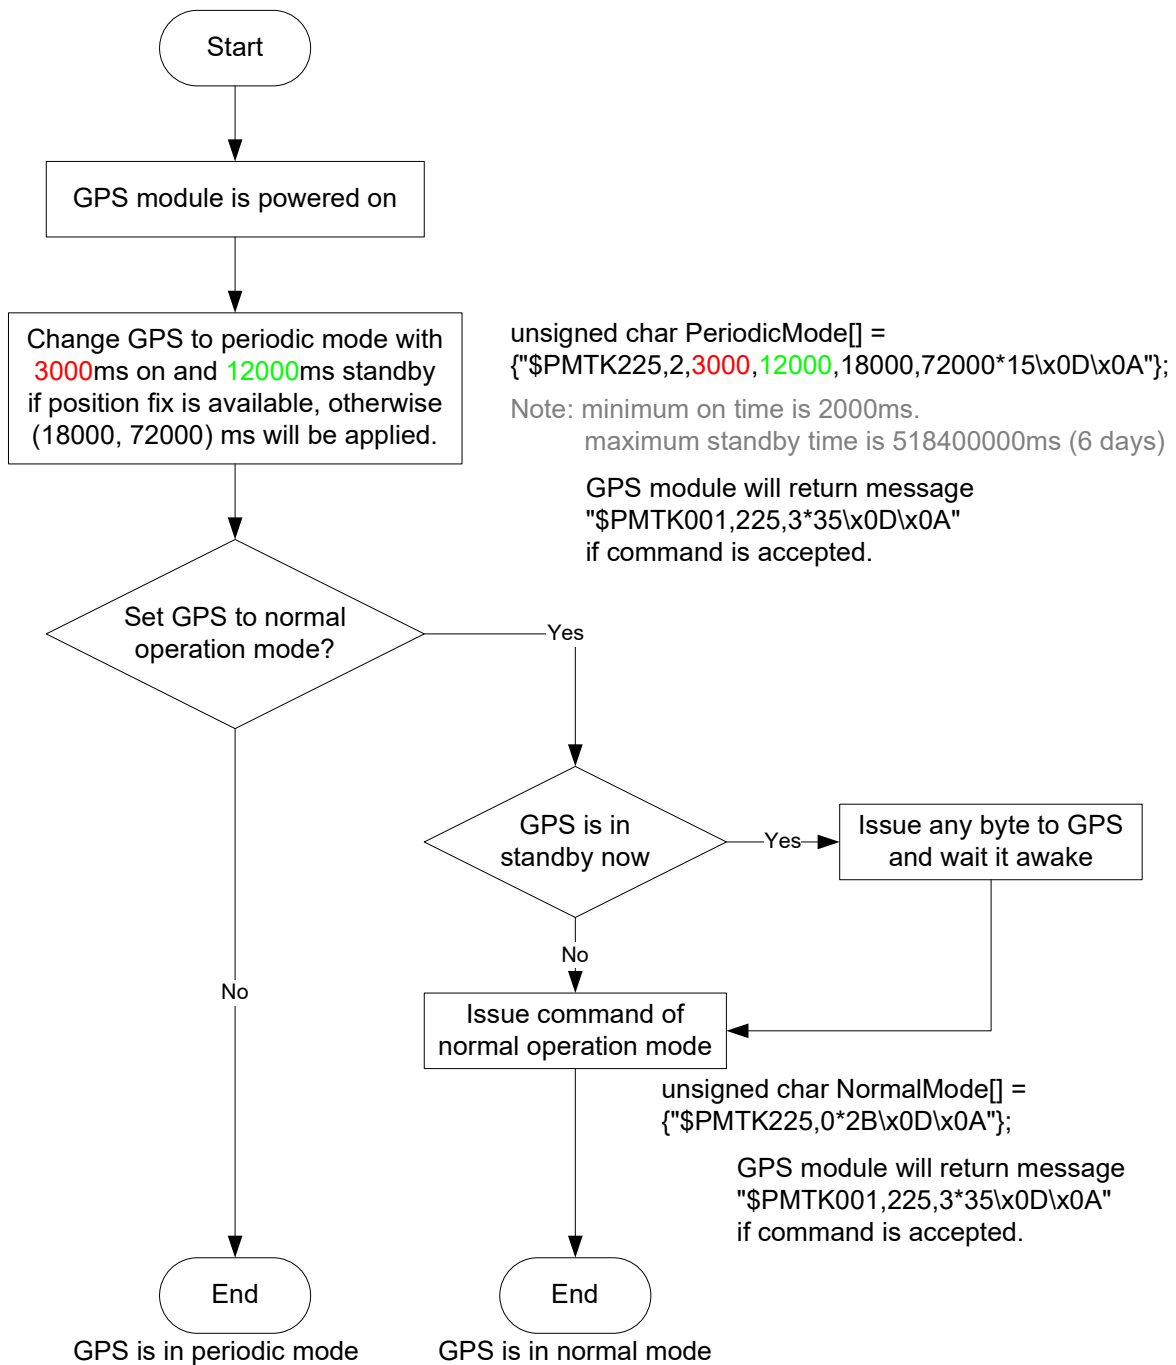 Start
GPS module is powered on
Change GPS to periodic mode with
3000ms on and 12000ms standby
if position fix is available, otherwise
(18000, 72000) ms will be applied.
unsigned char PeriodicMode[] =
{"$PMTK225,2,3000,12000,18000,72000*15\x0D\x0A"};
Note: minimum on time is 2000ms.
maximum standby time is 518400000ms (6 days)
GPS module will return message
"$PMTK001,225,3*35\x0D\x0A"
if command is accepted.
Set GPS to normal
operation mode?
Yes
GPS is in
standby now
Yes
Issue any byte to GPS
and wait it awake
No
No
Issue command of
normal operation mode
unsigned char NormalMode[] =
{"$PMTK225,0*2B\x0D\x0A"};
GPS module will return message
"$PMTK001,225,3*35\x0D\x0A"
if command is accepted.
End
GPS is in periodic mode
End
GPS is in normal mode